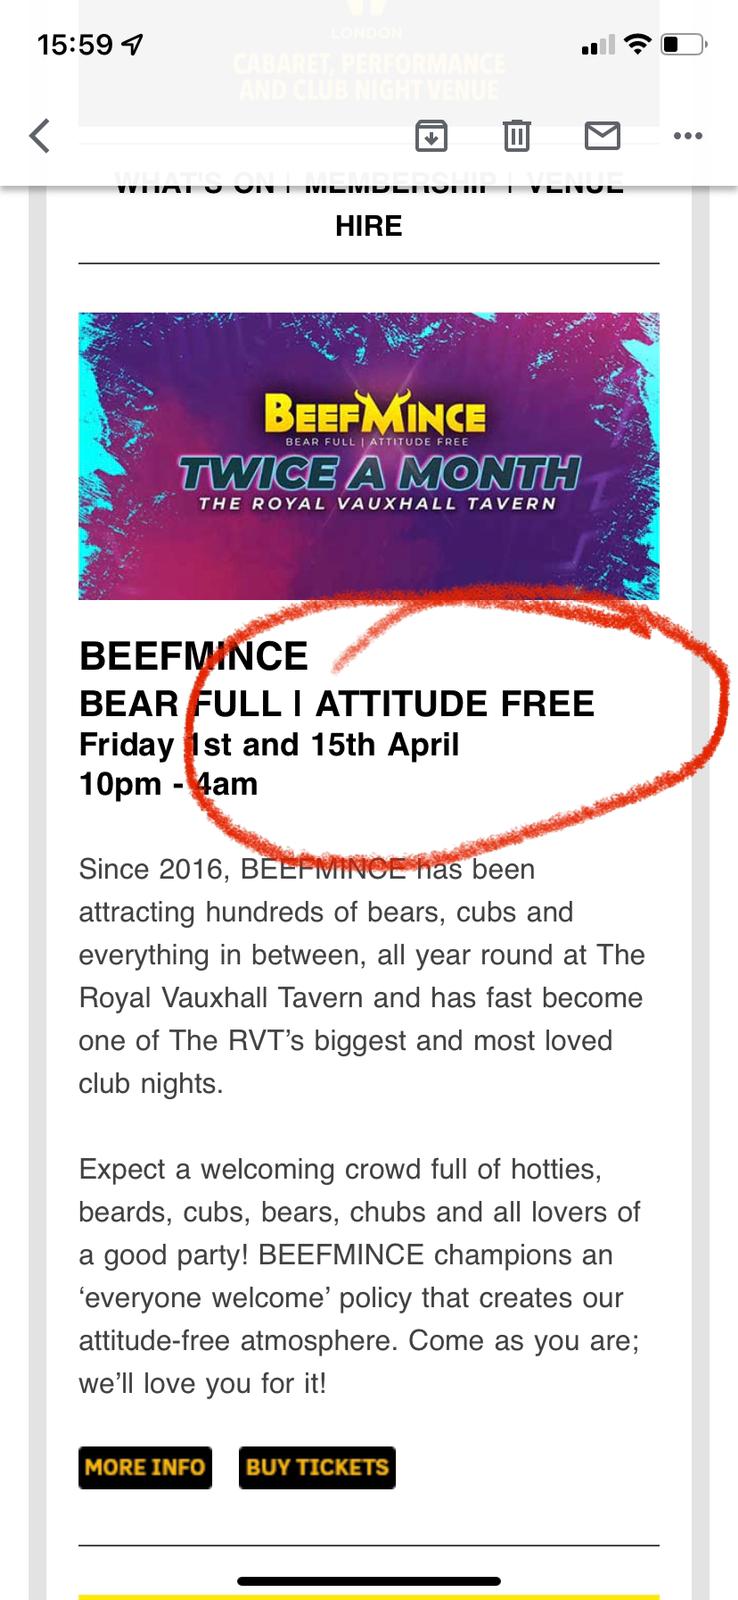 LONDON
CABARET, PERFORMANCE
AND CLUB NIGHT VENUE
15:59
WHAT'S ON | MEMBERSHIP | VENUE
HIRE
BEEFMINCE
BEAR FULL | ATTITUDE FREE
TWICE A MONTH
THE ROYAL VAUXHALL TAVERN
BEEFMINCE
BEAR FULL | ATTITUDE FREE
Friday 1st and 15th April
10pm - 4am
Since 2016, BEEFMINCE has been
attracting hundreds of bears, cubs and
everything in between, all year round at The
Royal Vauxhall Tavern and has fast become
one of The RVT’s biggest and most loved
club nights.
Expect a welcoming crowd full of hotties,
beards, cubs, bears, chubs and all lovers of
a good party! BEEFMINCE champions an
‘everyone welcome’ policy that creates our
attitude-free atmosphere. Come as you are;
we’ll love you for it!
MORE INFO
BUY TICKETS